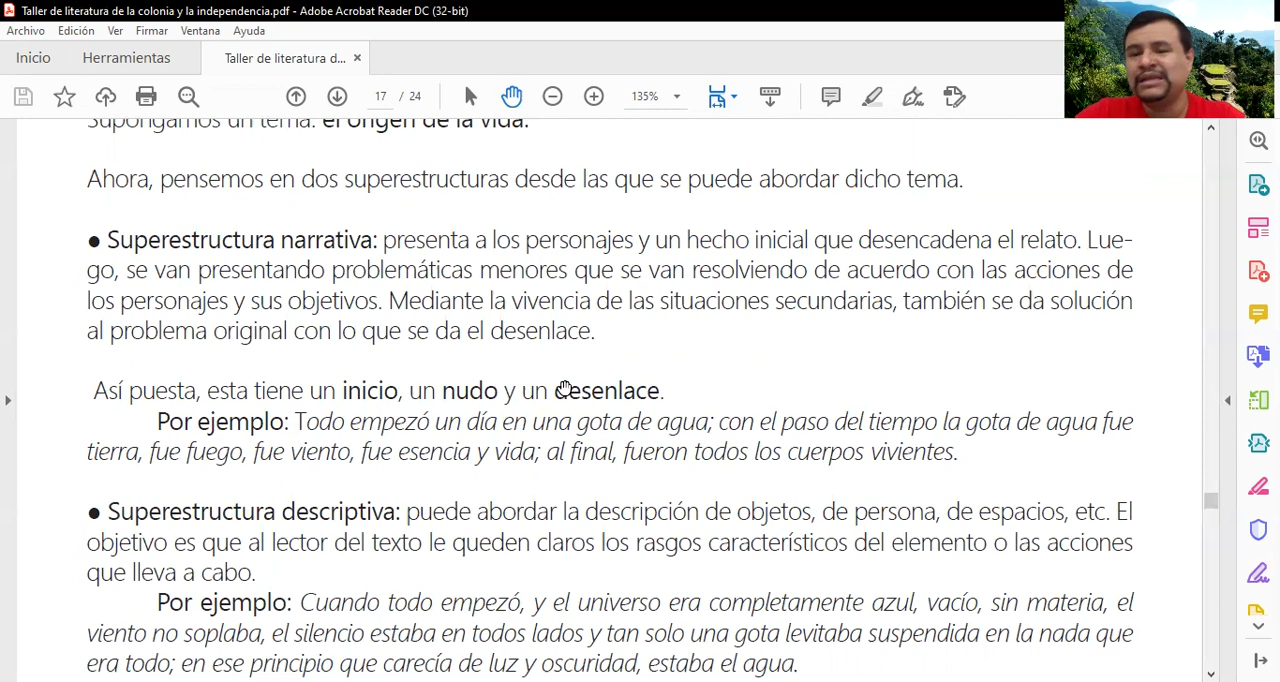 Taller de literatura de la colonia y la independencia.pdf - Adobe Acrobat Reader DC (32-bit)
Archivo Edición Ver Firmar Ventana Ayuda
Inicio Herramientas Taller de literatura d... ×
17 / 24 135%
Supongamos un tema: el origen de la vida.
Ahora, pensemos en dos superestructuras desde las que se puede abordar dicho tema.
● Superestructura narrativa: presenta a los personajes y un hecho inicial que desencadena el relato. Lue-
go, se van presentando problemáticas menores que se van resolviendo de acuerdo con las acciones de
los personajes y sus objetivos. Mediante la vivencia de las situaciones secundarias, también se da solución
al problema original con lo que se da el desenlace.
Así puesta, esta tiene un inicio, un nudo y un desenlace.
Por ejemplo: Todo empezó un día en una gota de agua; con el paso del tiempo la gota de agua fue
tierra, fue fuego, fue viento, fue esencia y vida; al final, fueron todos los cuerpos vivientes.
● Superestructura descriptiva: puede abordar la descripción de objetos, de persona, de espacios, etc. El
objetivo es que al lector del texto le queden claros los rasgos característicos del elemento o las acciones
que lleva a cabo.
Por ejemplo: Cuando todo empezó, y el universo era completamente azul, vacío, sin materia, el
viento no soplaba, el silencio estaba en todos lados y tan solo una gota levitaba suspendida en la nada que
era todo; en ese principio que carecía de luz y oscuridad, estaba el agua.